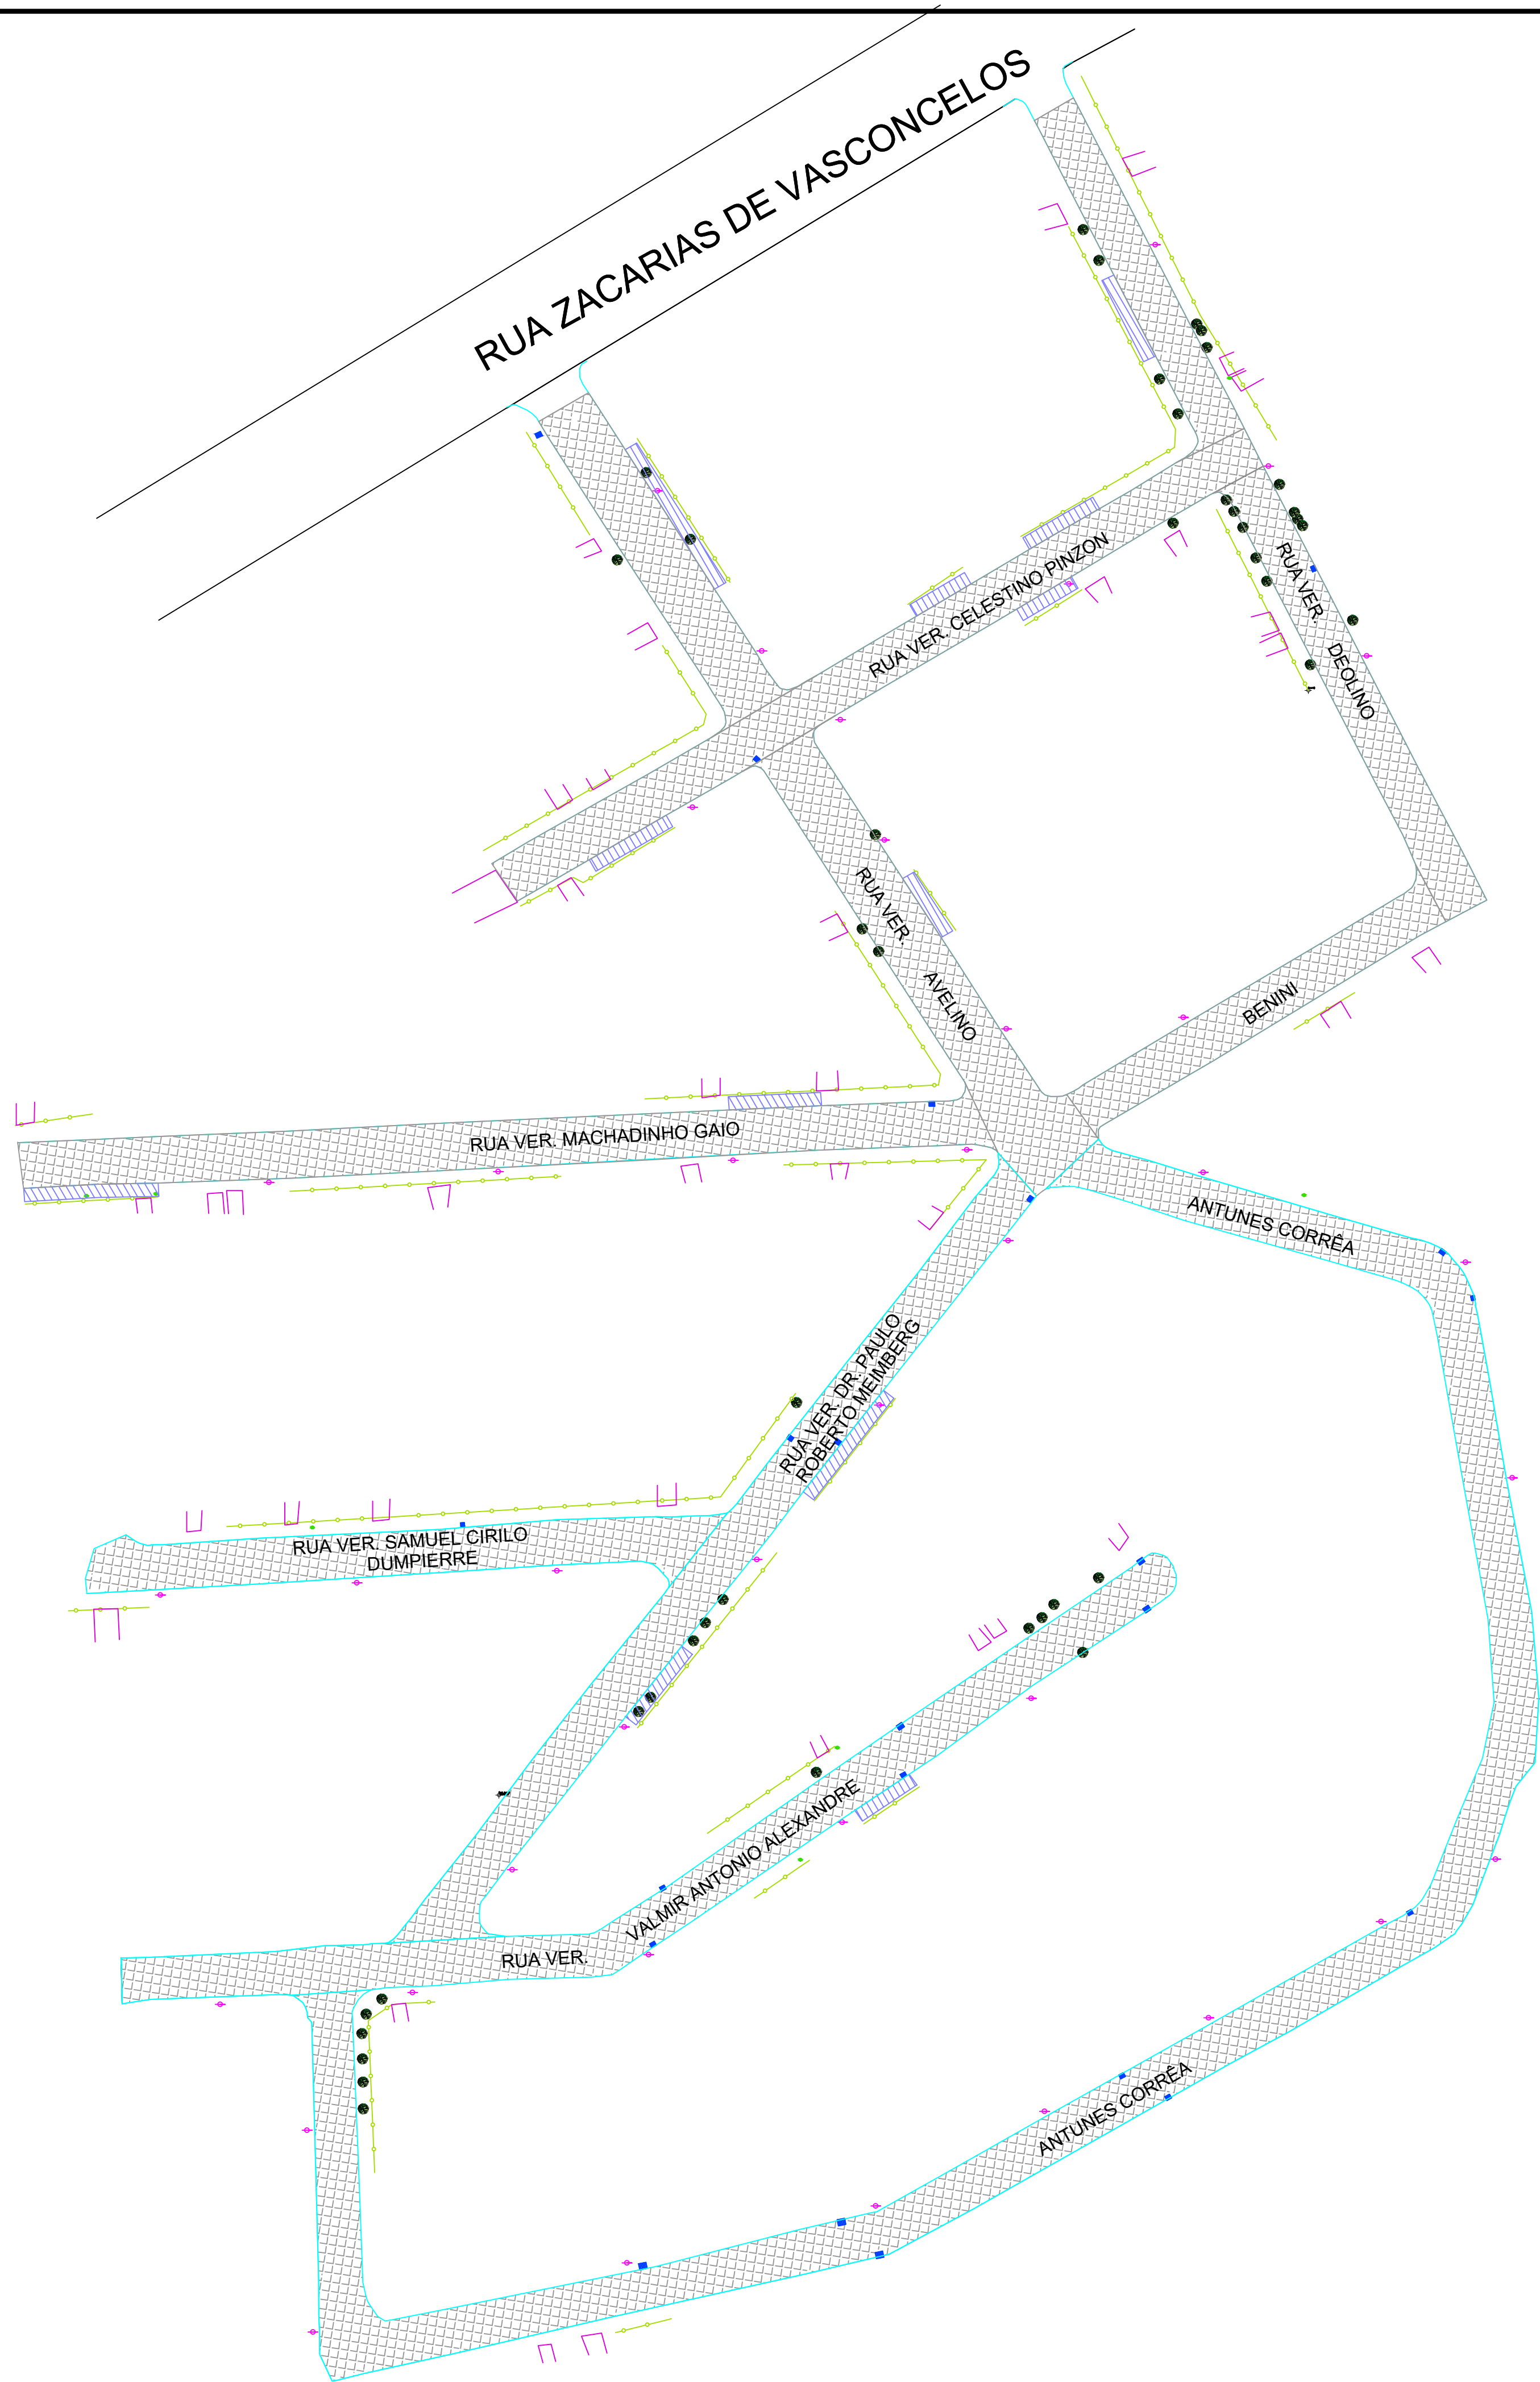 RUA ZACARIAS DE VASCONCELOS
RUA VER. CELESTINO PINZON
RUA VER.
DEOLINO
RUA VER.
AVELINO
BENINI
RUA VER. MACHADINHO GAIO
ANTUNES CORRÊA
RUA VER. DR. PAULO
ROBERTO MEIMBERG
RUA VER. SAMUEL CIRILO
DUMPIERRE
VALMIR ANTONIO ALEXANDRE
RUA VER.
ANTUNES CORRÊA